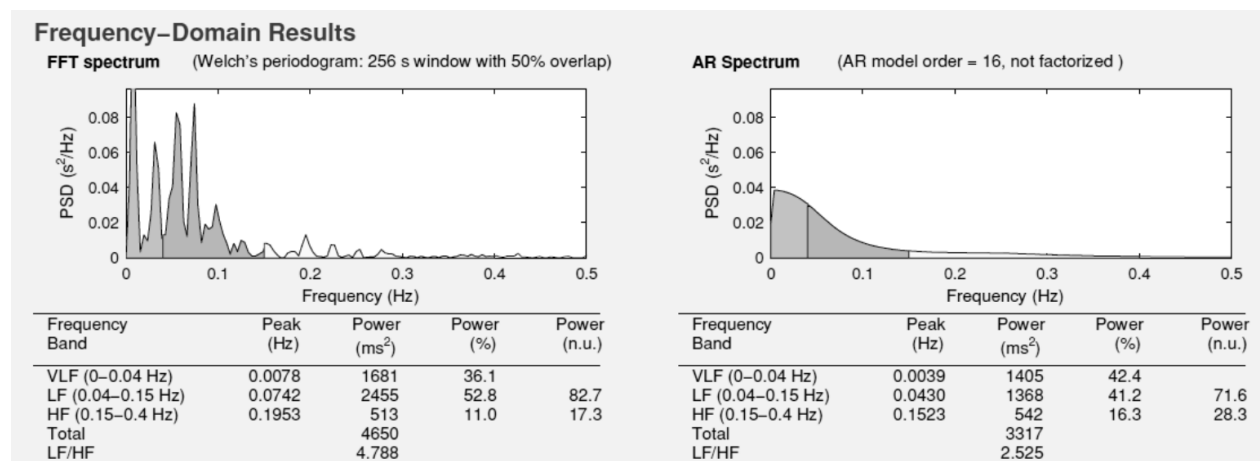 Frequency–Domain Results
FFT spectrum (Welch's periodogram: 256 s window with 50% overlap)
PSD (s²/Hz)
0.08
0.06
0.04
0.02
0
0 0.1 0.2 0.3 0.4 0.5
Frequency (Hz)
Frequency Band Peak (Hz) Power (ms²) Power (%) Power (n.u.)
VLF (0–0.04 Hz) 0.0078 1681 36.1
LF (0.04–0.15 Hz) 0.0742 2455 52.8 82.7
HF (0.15–0.4 Hz) 0.1953 513 11.0 17.3
Total 4650
LF/HF 4.788
AR Spectrum (AR model order = 16, not factorized )
PSD (s²/Hz)
0.08
0.06
0.04
0.02
0
0 0.1 0.2 0.3 0.4 0.5
Frequency (Hz)
Frequency Band Peak (Hz) Power (ms²) Power (%) Power (n.u.)
VLF (0–0.04 Hz) 0.0039 1405 42.4
LF (0.04–0.15 Hz) 0.0430 1368 41.2 71.6
HF (0.15–0.4 Hz) 0.1523 542 16.3 28.3
Total 3317
LF/HF 2.525